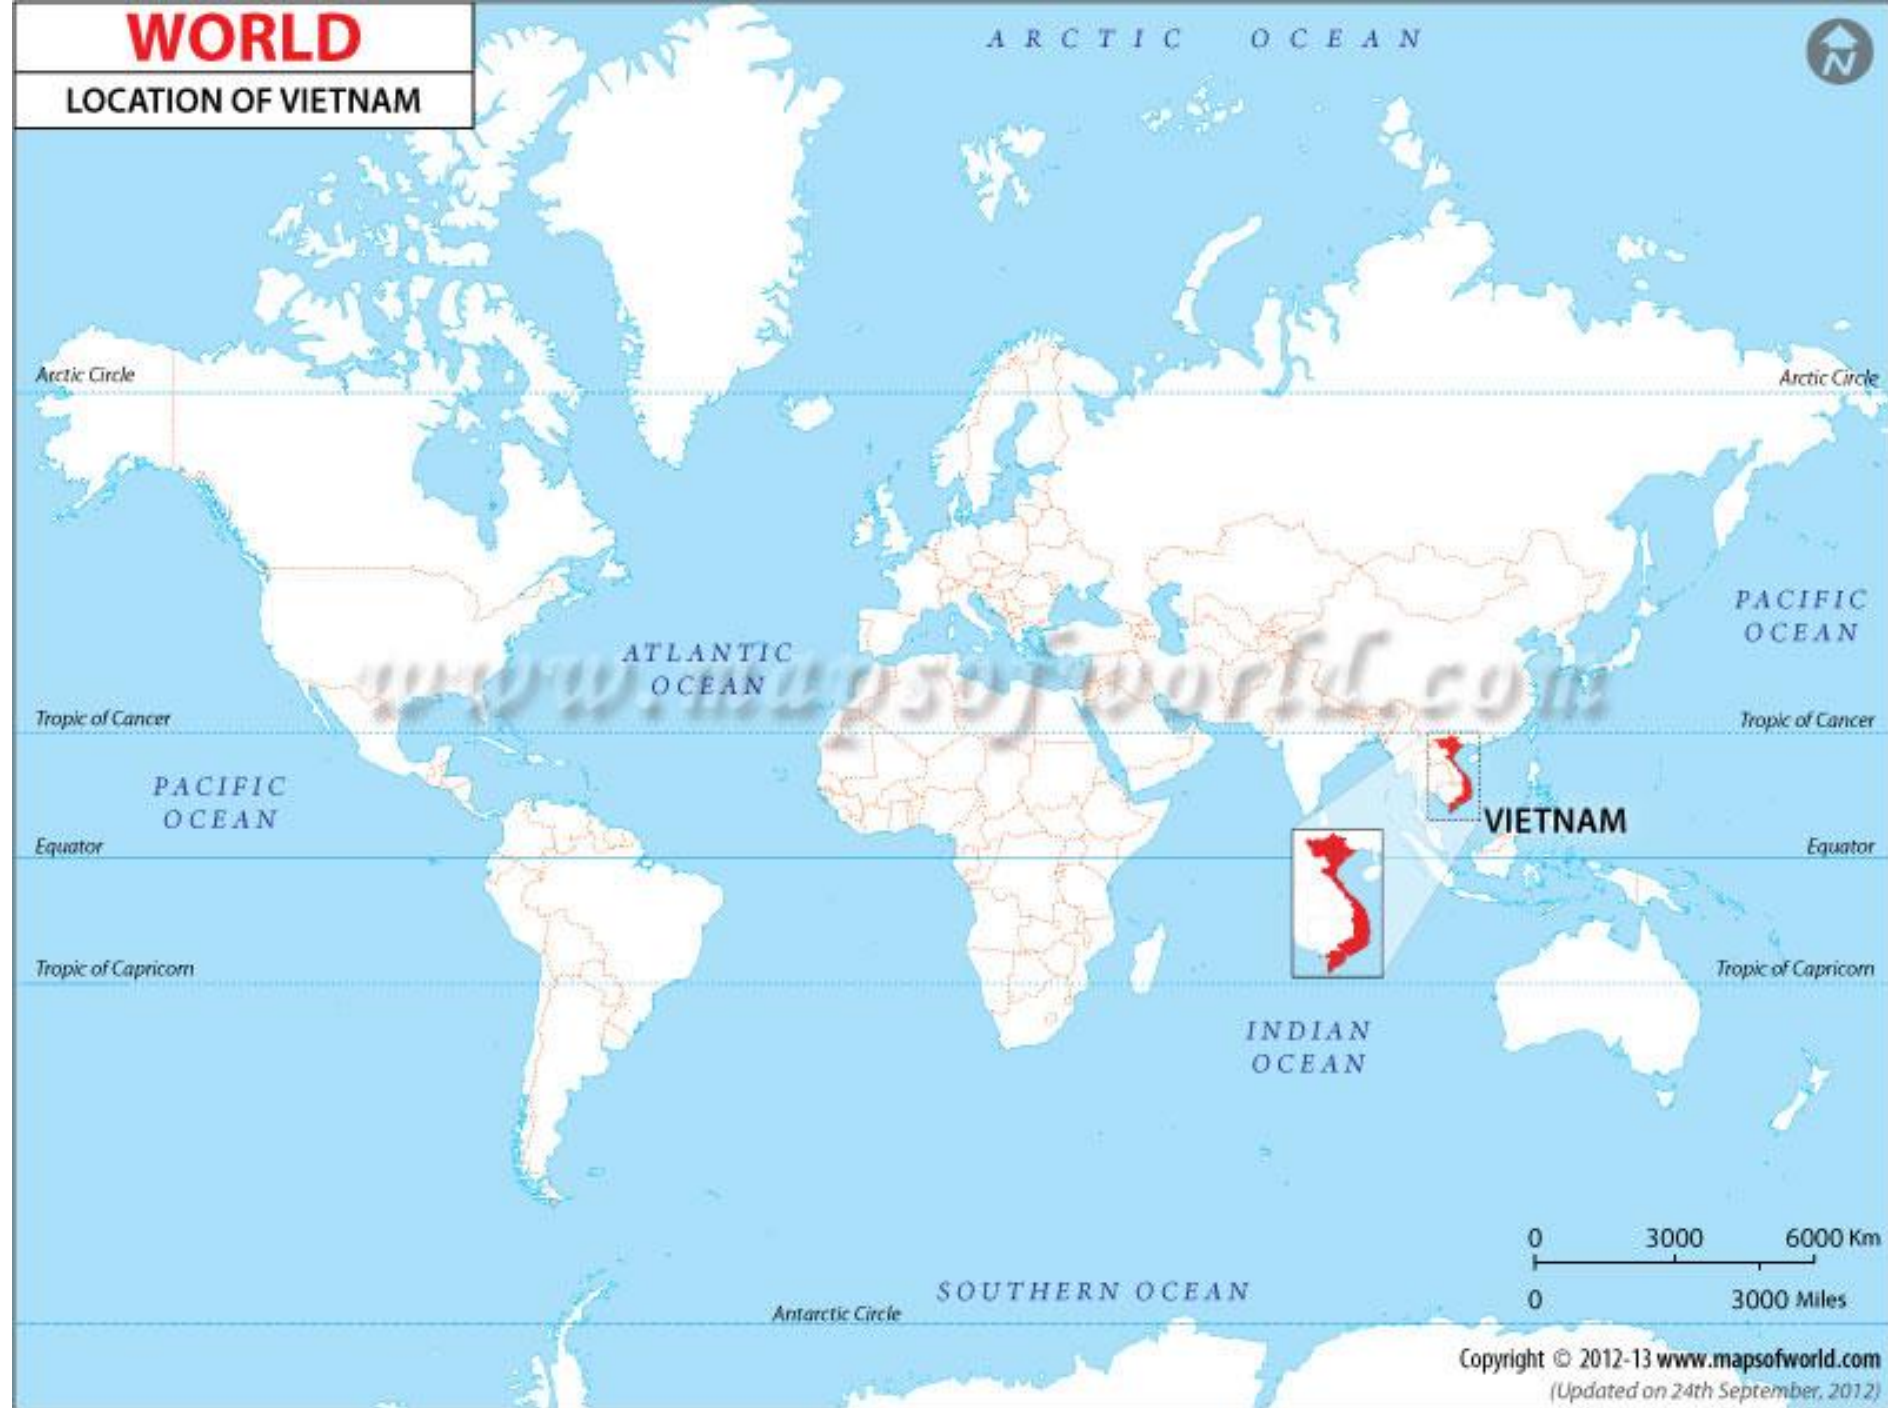 WORLD
LOCATION OF VIETNAM
ARCTIC OCEAN
N
Arctic Circle
Arctic Circle
PACIFIC
OCEAN
ATLANTIC
OCEAN
www.mapsofworld.com
Tropic of Cancer
Tropic of Cancer
PACIFIC
OCEAN
VIETNAM
Equator
Equator
Tropic of Capricorn
Tropic of Capricorn
INDIAN
OCEAN
0 3000 6000 Km
0 3000 Miles
SOUTHERN OCEAN
Antarctic Circle
Copyright © 2012-13 www.mapsofworld.com
(Updated on 24th September, 2012)